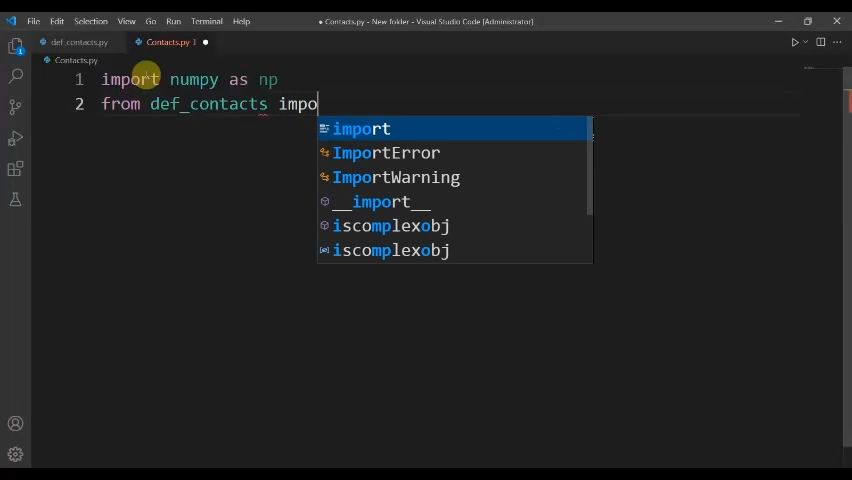 File Edit Selection View Go Run Terminal Help ● Contacts.py - New folder - Visual Studio Code [Administrator]
def_contacts.py Contacts.py 1
Contacts.py
1 import numpy as np
2 from def_contacts impo
import
ImportError
ImportWarning
__import__
iscomplexobj
iscomplexobj
1